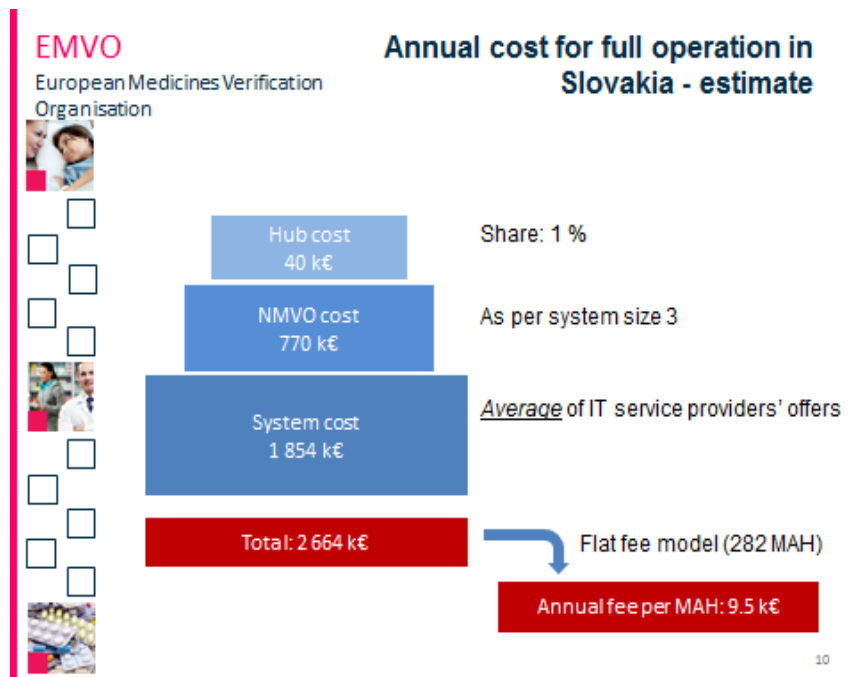 EMVO
European Medicines Verification
Organisation
Annual cost for full operation in
Slovakia - estimate
Hub cost
40 k€
Share: 1 %
NMVO cost
770 k€
As per system size 3
System cost
1 854 k€
Average of IT service providers' offers
Total: 2 664 k€
Flat fee model (282 MAH)
Annual fee per MAH: 9.5 k€
10